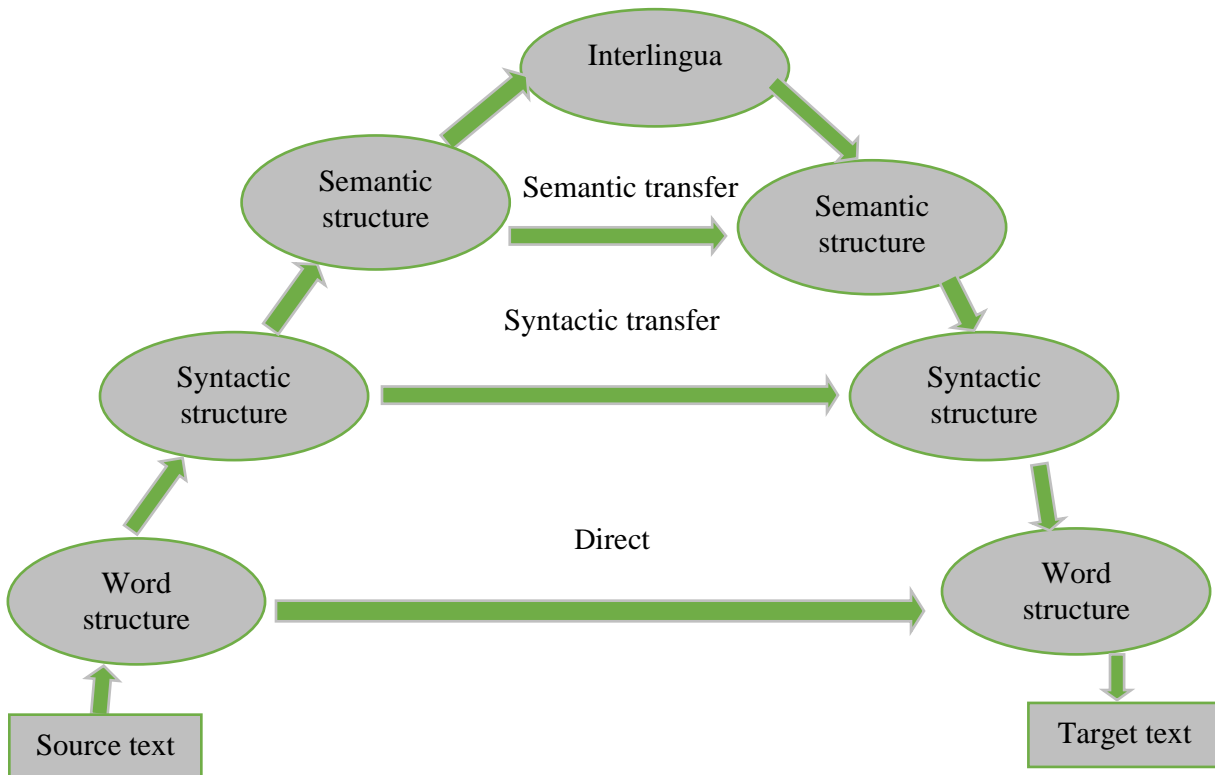 Interlingua
Semantic
structure
Semantic transfer
Semantic
structure
Syntactic transfer
Syntactic
structure
Syntactic
structure
Direct
Word
structure
Word
structure
Source text
Target text